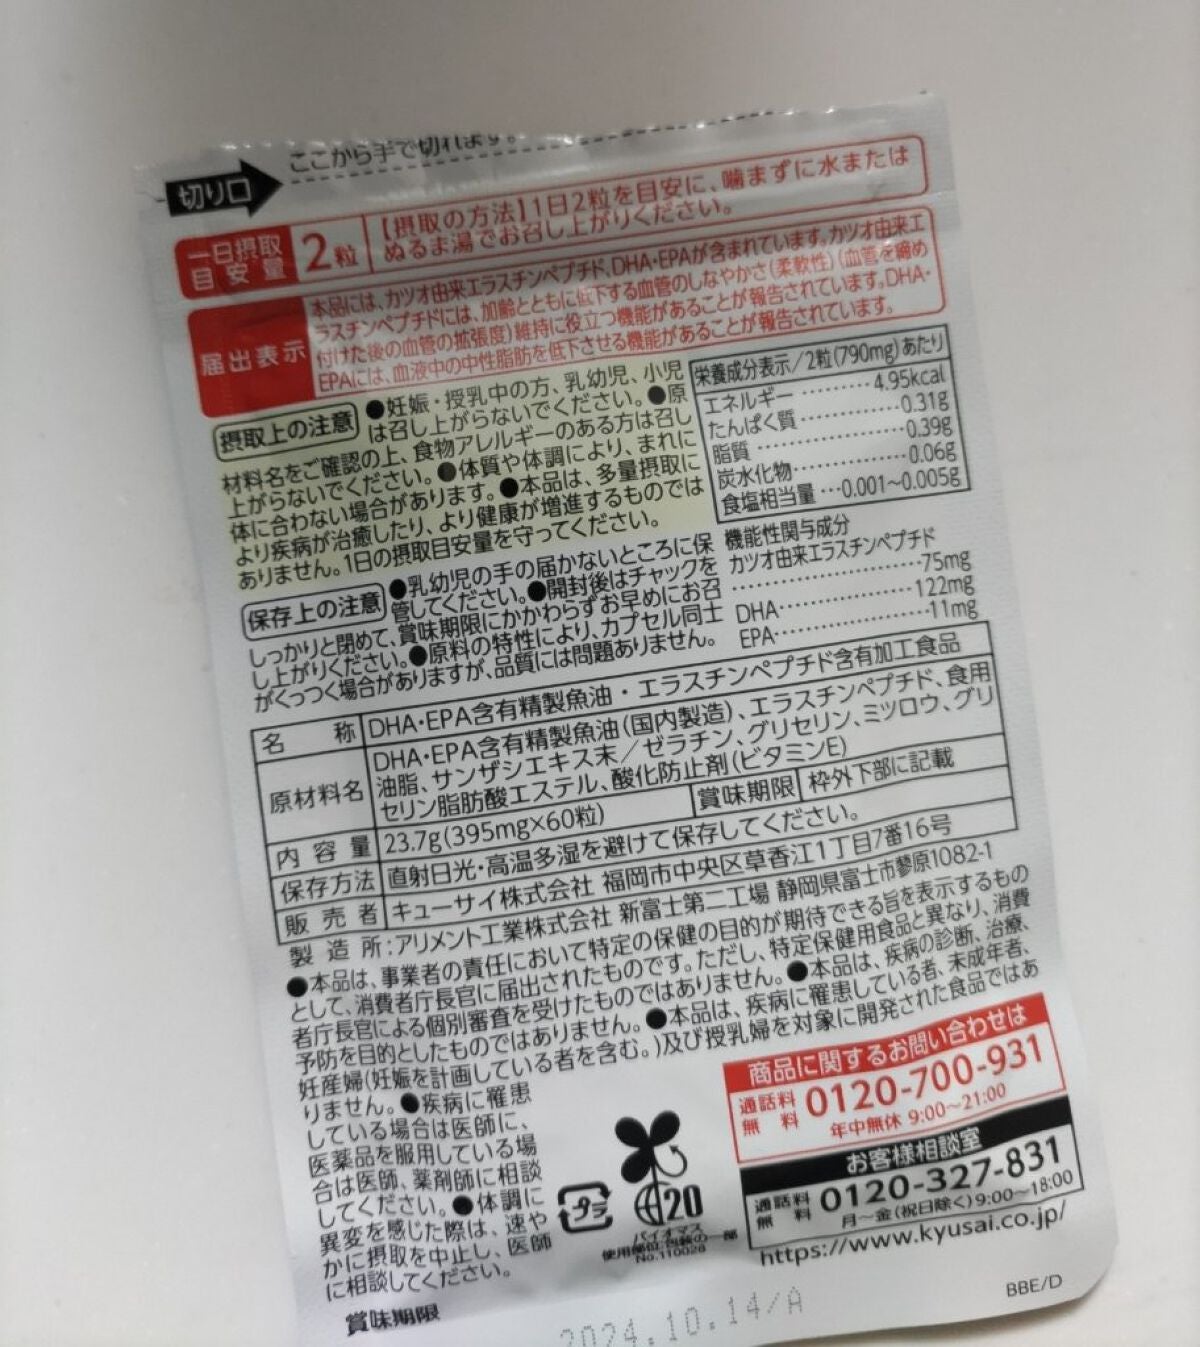 ここから手で切れます。
切り口
一日摂取
目安量
2粒
【摂取の方法】1日2粒を目安に、噛まずに水または
ぬるま湯でお召し上がりください。
届出表示
本品には、カツオ由来エラスチンペプチド、DHA・EPAが含まれています。カツオ由来エ
ラスチンペプチドには、加齢とともに低下する血管のしなやかさ(柔軟性)(血管を締め
付けた後の血管の拡張度)維持に役立つ機能があることが報告されています。DHA・
EPAには、血液中の中性脂肪を低下させる機能があることが報告されています。
摂取上の注意
●妊娠・授乳中の方、乳幼児、小児
は召し上がらないでください。●原
材料名をご確認の上、食物アレルギーのある方は召し
上がらないでください。●体質や体調により、まれに
体に合わない場合があります。●本品は、多量摂取に
より疾病が治癒したり、より健康が増進するものでは
ありません。1日の摂取目安量を守ってください。
栄養成分表示/2粒(790mg)あたり
エネルギー………4.95kcal
たんぱく質…………0.31g
脂質…………………0.39g
炭水化物……………0.06g
食塩相当量…0.001〜0.005g
保存上の注意
●乳幼児の手の届かないところに保
管してください。●開封後はチャックを
しっかりと閉めて、賞味期限にかかわらずお早めにお召
し上がりください。●原料の特性により、カプセル同士
がくっつく場合がありますが、品質には問題ありません。
機能性関与成分
カツオ由来エラスチンペプチド
…………………75mg
DHA……………122mg
EPA………………11mg
名称 DHA・EPA含有精製魚油・エラスチンペプチド含有加工食品
原材料名 DHA・EPA含有精製魚油(国内製造)、エラスチンペプチド、食用
油脂、サンザシエキス末/ゼラチン、グリセリン、ミツロウ、グリ
セリン脂肪酸エステル、酸化防止剤(ビタミンE)
内容量 23.7g(395mg×60粒) 賞味期限 枠外下部に記載
保存方法 直射日光・高温多湿を避けて保存してください。
販売者 キューサイ株式会社 福岡市中央区草香江1丁目7番16号
製造所:アリメント工業株式会社 新富士第二工場 静岡県富士市蓼原1082-1
●本品は、事業者の責任において特定の保健の目的が期待できる旨を表示するもの
として、消費者庁長官に届出されたものです。ただし、特定保健用食品と異なり、消費
者庁長官による個別審査を受けたものではありません。●本品は、疾病の診断、治療、
予防を目的としたものではありません。●本品は、疾病に罹患している者、未成年者、
妊産婦(妊娠を計画している者を含む。)及び授乳婦を対象に開発された食品ではあ
りません。●疾病に罹患
している場合は医師に、
医薬品を服用している場
合は医師、薬剤師に相談
してください。●体調に
異変を感じた際は、速や
かに摂取を中止し、医師
に相談してください。
プラ
20
バイオマス
使用部位:包装の一部
No.110028
商品に関するお問い合わせは
通話料無料 0120-700-931
年中無休 9:00〜21:00
お客様相談室
通話料無料 0120-327-831
月〜金(祝日除く)9:00〜18:00
https://www.kyusai.co.jp/
BBE/D
賞味期限
2024.10.14/A